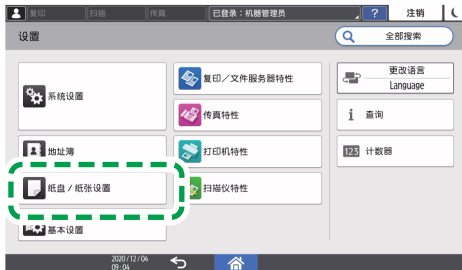 复印
扫描
传真
已登录：机器管理员
?
注销
设置
全部搜索
系统设置
复印／文件服务器特性
更改语言
Language
传真特性
i 查询
地址簿
打印机特性
123 计数器
纸盘 / 纸张设置
扫描仪特性
基本设置
2020/12/04
09:04